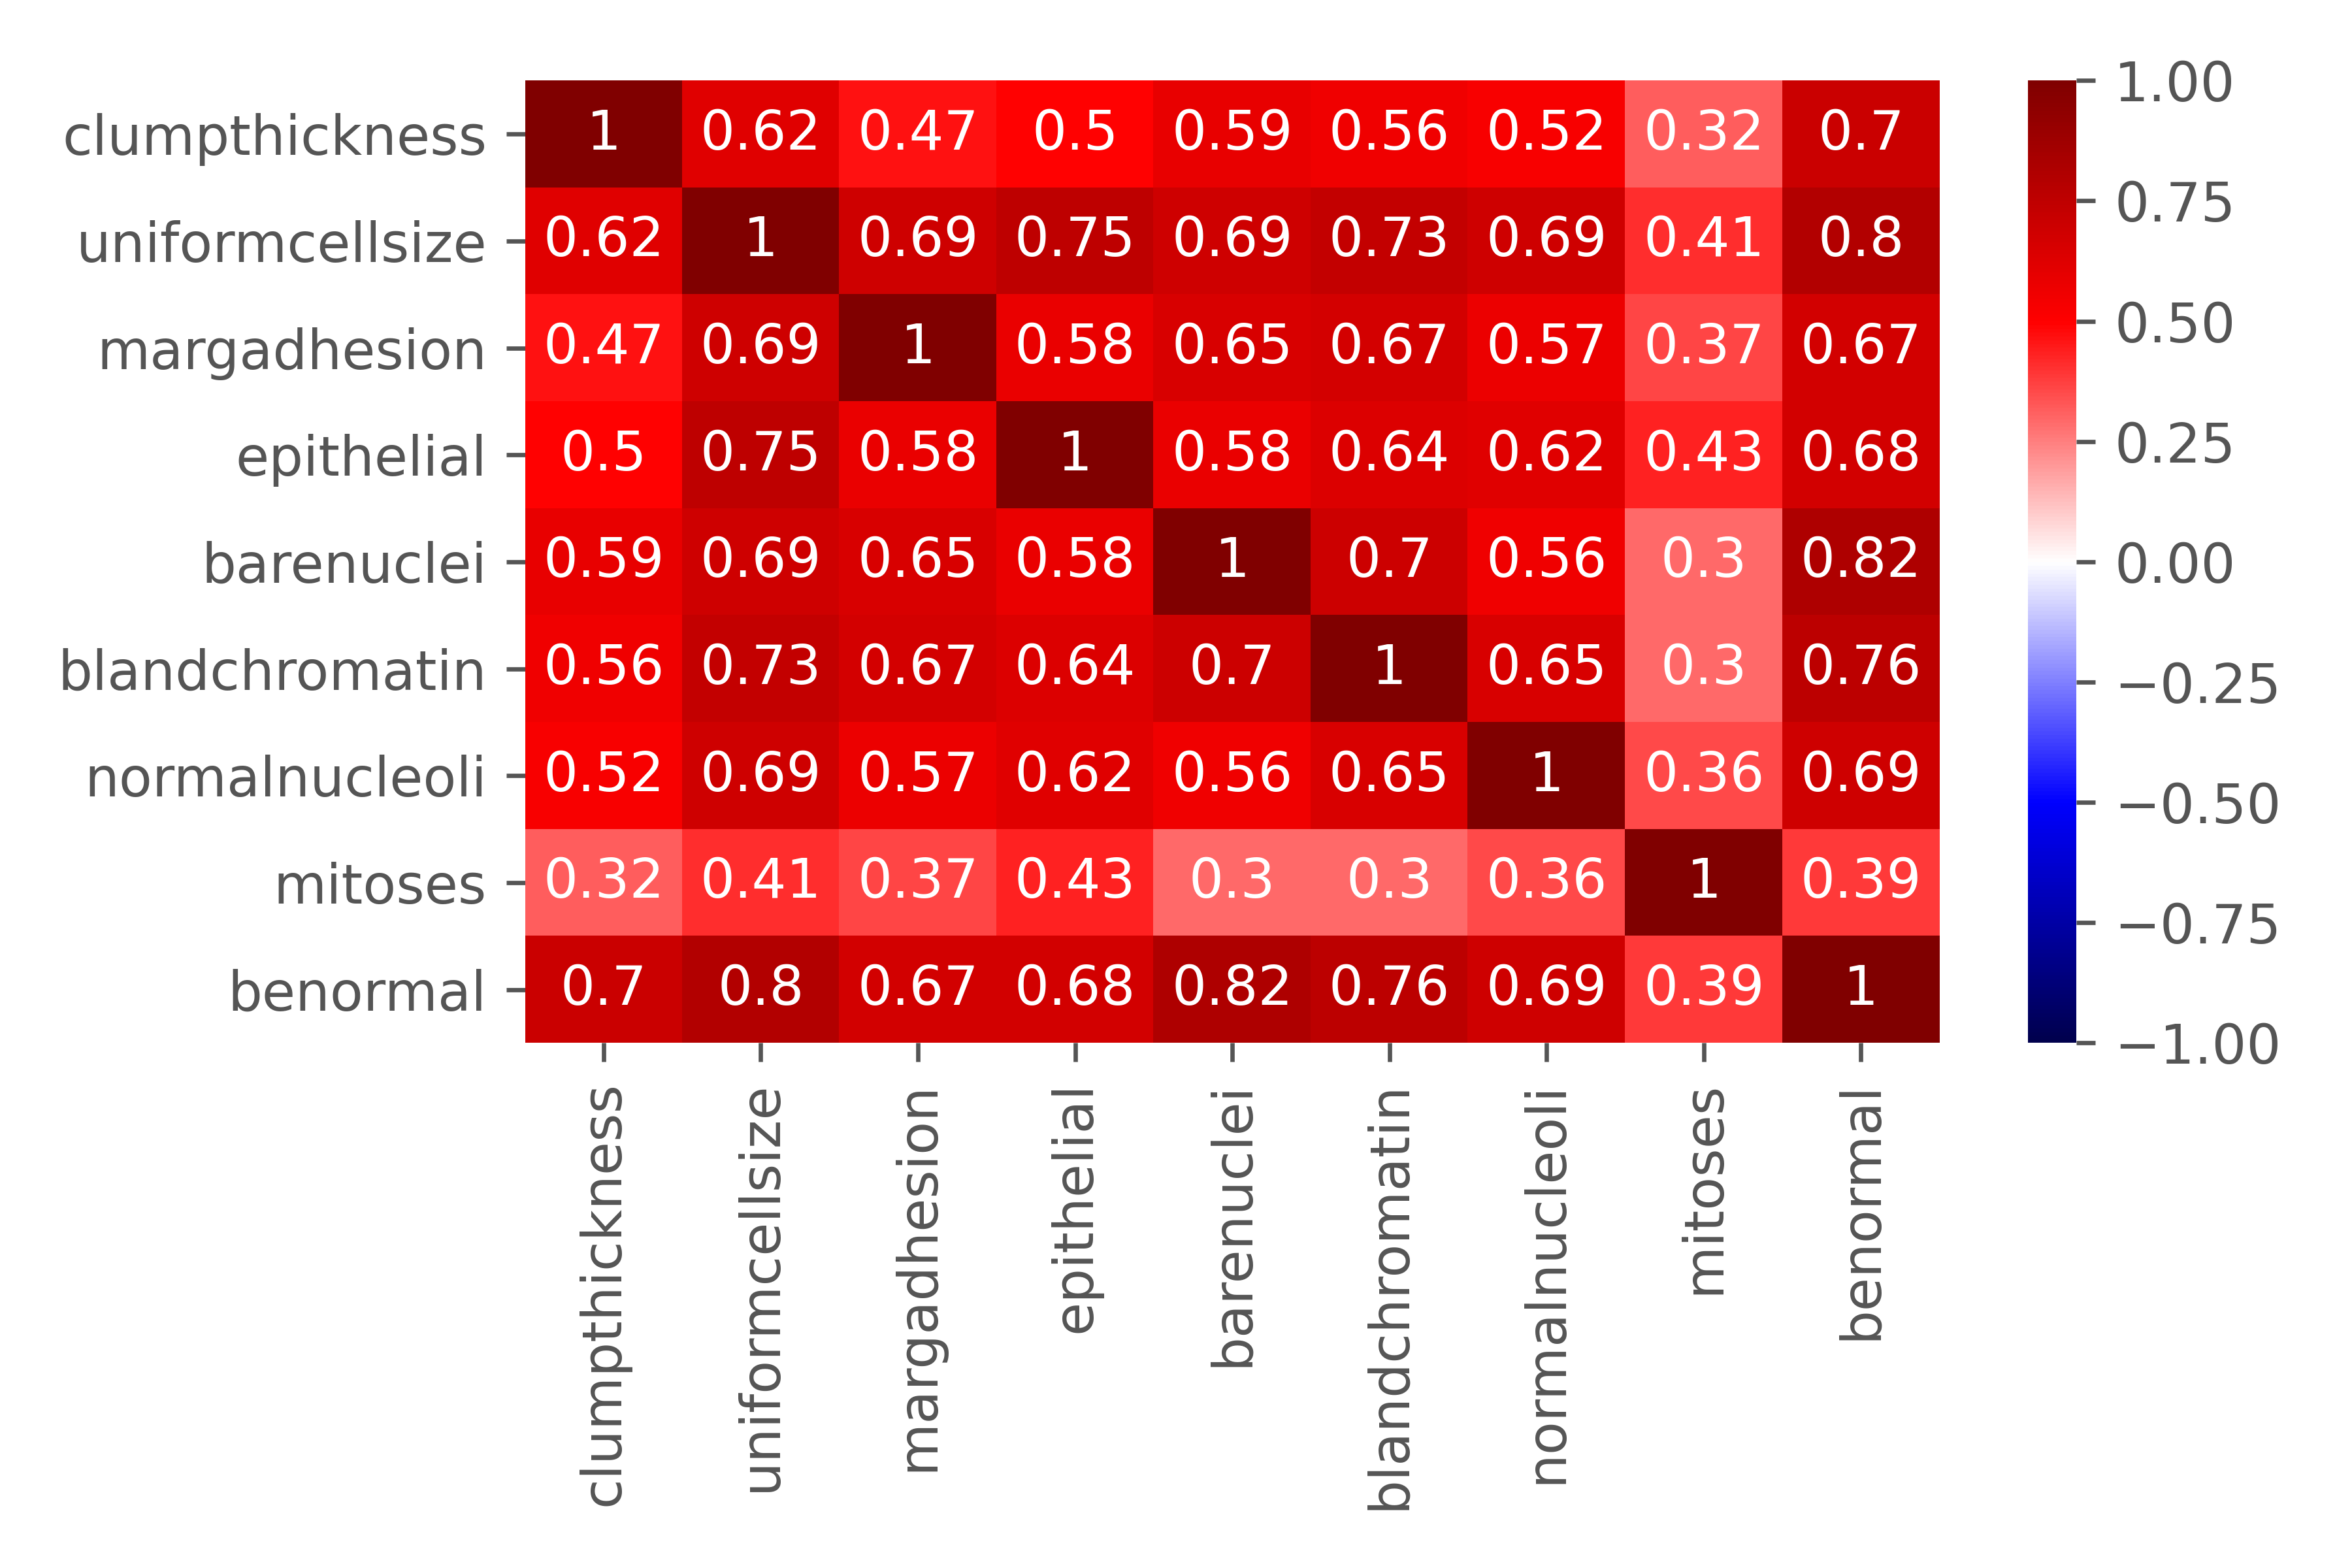 clumpthickness 1 0.62 0.47 0.5 0.59 0.56 0.52 0.32 0.7
uniformcellsize 0.62 1 0.69 0.75 0.69 0.73 0.69 0.41 0.8
margadhesion 0.47 0.69 1 0.58 0.65 0.67 0.57 0.37 0.67
epithelial 0.5 0.75 0.58 1 0.58 0.64 0.62 0.43 0.68
barenuclei 0.59 0.69 0.65 0.58 1 0.7 0.56 0.3 0.82
blandchromatin 0.56 0.73 0.67 0.64 0.7 1 0.65 0.3 0.76
normalnucleoli 0.52 0.69 0.57 0.62 0.56 0.65 1 0.36 0.69
mitoses 0.32 0.41 0.37 0.43 0.3 0.3 0.36 1 0.39
benormal 0.7 0.8 0.67 0.68 0.82 0.76 0.69 0.39 1
clumpthickness
uniformcellsize
margadhesion
epithelial
barenuclei
blandchromatin
normalnucleoli
mitoses
benormal
1.00
0.75
0.50
0.25
0.00
−0.25
−0.50
−0.75
−1.00